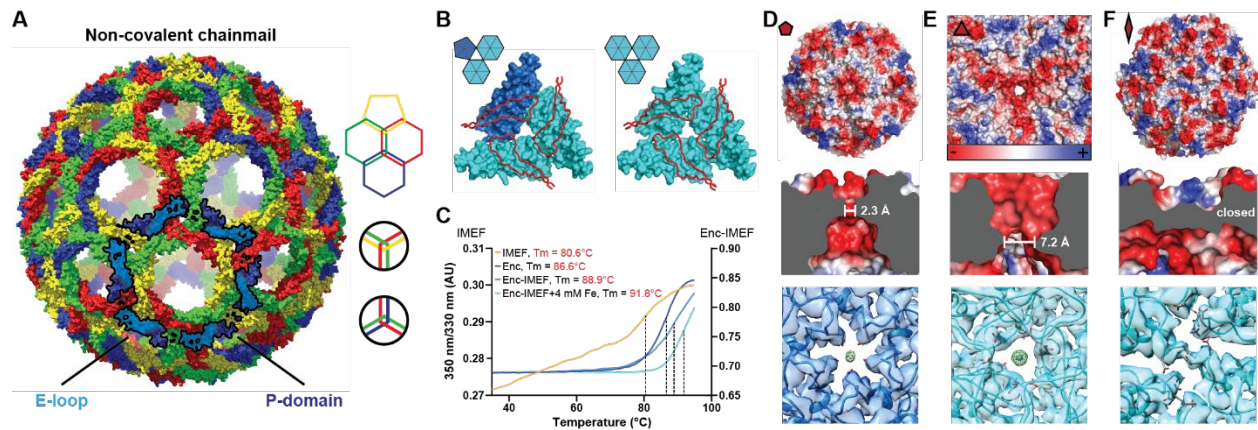 A
Non-covalent chainmail
E-loop
P-domain
B
C
IMEF
Enc-IMEF
350 nm/330 nm (AU)
0.31
0.30
0.29
0.28
0.27
0.90
0.85
0.80
0.75
0.70
0.65
IMEF, Tm = 80.6°C
Enc, Tm = 86.6°C
Enc-IMEF, Tm = 88.9°C
Enc-IMEF+4 mM Fe, Tm = 91.8°C
40
60
80
100
Temperature (°C)
D
2.3 Å
E
-
+
7.2 Å
F
closed